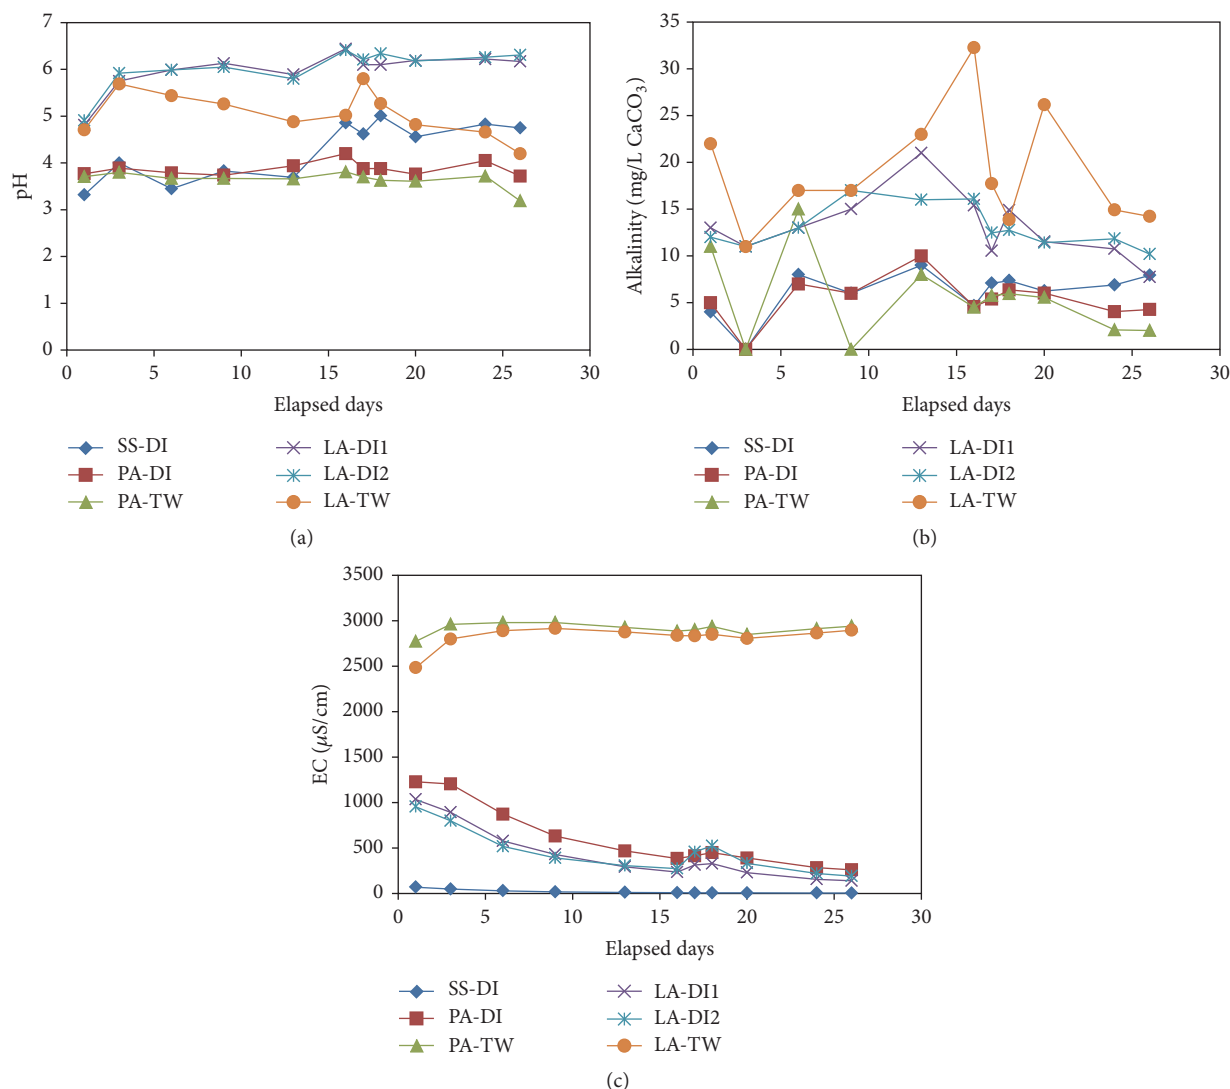 7
6
5
4
3
2
1
0
pH
0 5 10 15 20 25 30
Elapsed days
SS-DI
PA-DI
PA-TW
LA-DI1
LA-DI2
LA-TW
(a)
40
35
30
25
20
15
10
5
0
Alkalinity (mg/L CaCO₃)
0 5 10 15 20 25 30
Elapsed days
SS-DI
PA-DI
PA-TW
LA-DI1
LA-DI2
LA-TW
(b)
3500
3000
2500
2000
1500
1000
500
0
EC (μS/cm)
0 5 10 15 20 25 30
Elapsed days
SS-DI
PA-DI
PA-TW
LA-DI1
LA-DI2
LA-TW
(c)